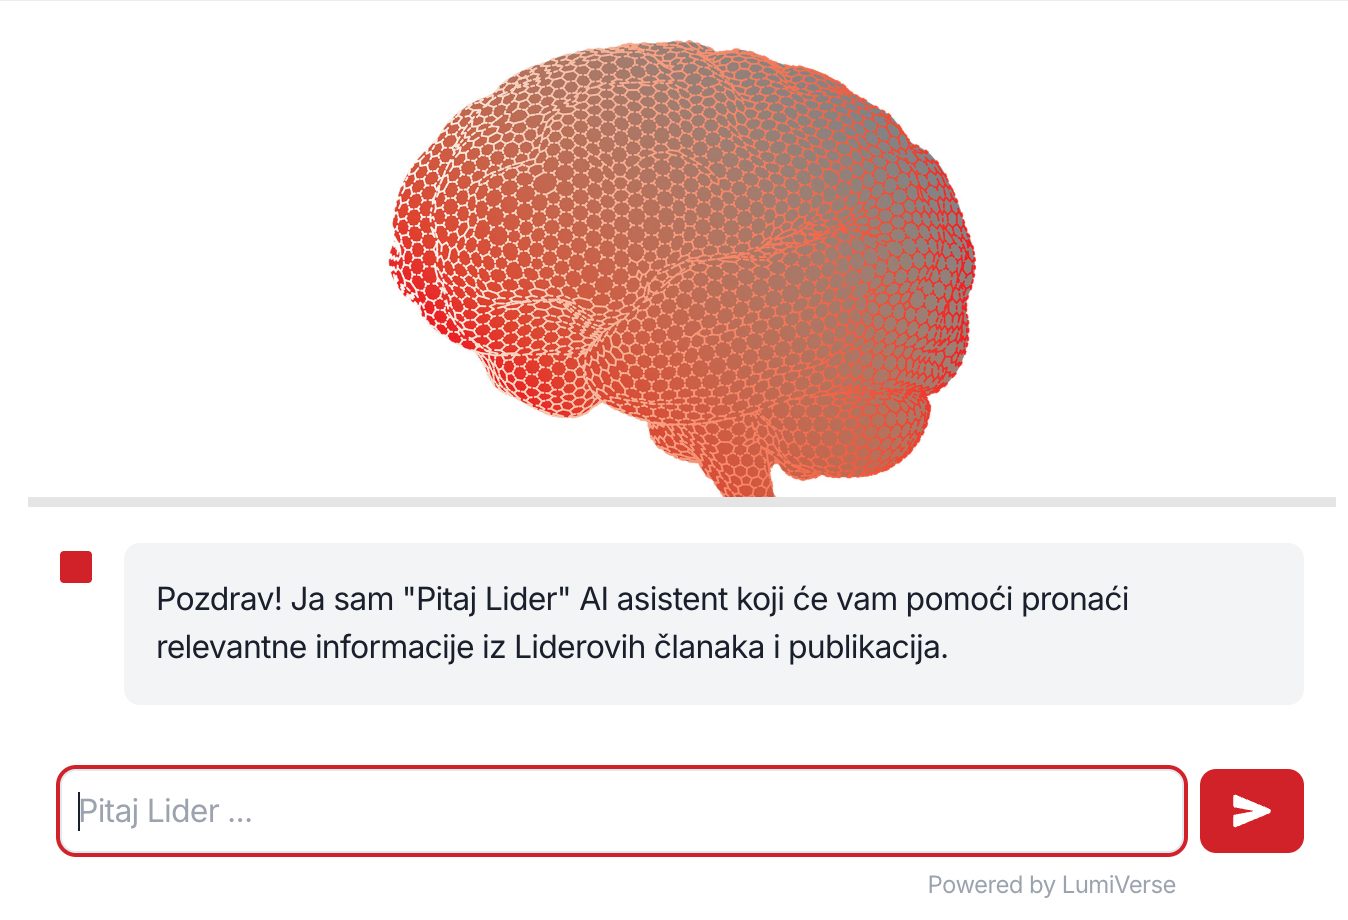 Pozdrav! Ja sam "Pitaj Lider" AI asistent koji će vam pomoći pronaći
relevantne informacije iz Liderovih članaka i publikacija.
Pitaj Lider ...
Powered by LumiVerse